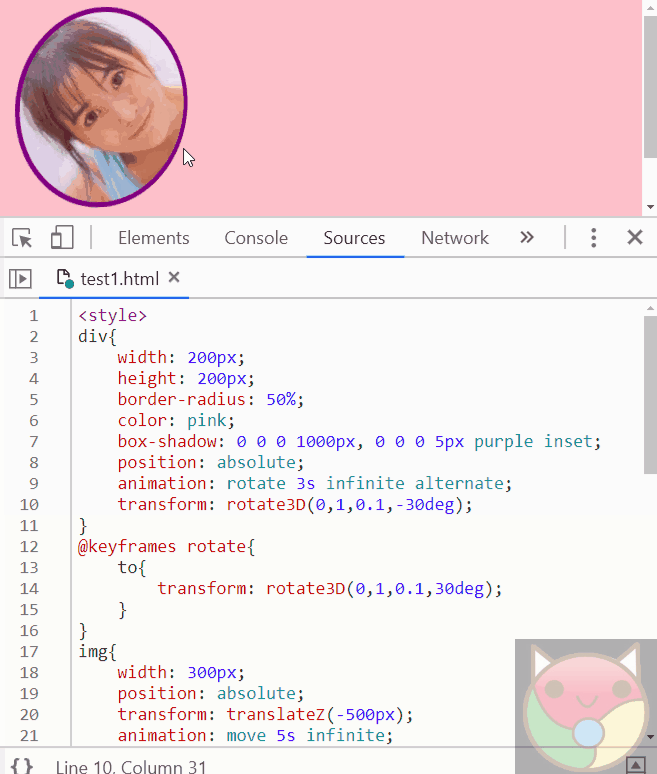 Elements Console Sources Network »
test1.html ×
1 <style>
2 div{
3 width: 200px;
4 height: 200px;
5 border-radius: 50%;
6 color: pink;
7 box-shadow: 0 0 0 1000px, 0 0 0 5px purple inset;
8 position: absolute;
9 animation: rotate 3s infinite alternate;
10 transform: rotate3D(0,1,0.1,-30deg);
11 }
12 @keyframes rotate{
13 to{
14 transform: rotate3D(0,1,0.1,30deg);
15 }
16 }
17 img{
18 width: 300px;
19 position: absolute;
20 transform: translateZ(-500px);
21 animation: move 5s infinite;
{} Line 10, Column 31